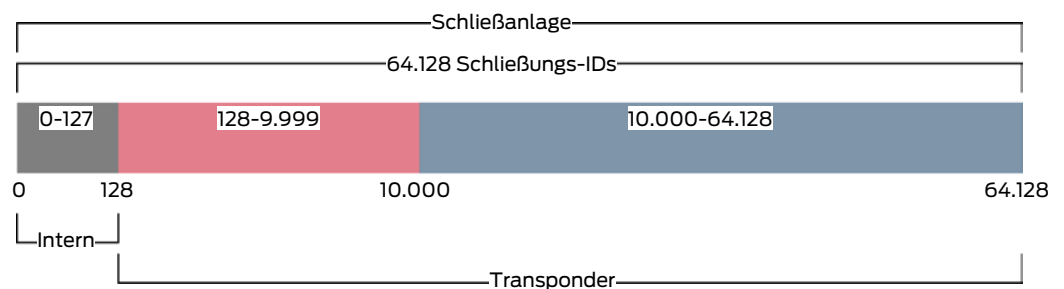 Schließanlage
64.128 Schließungs-IDs
0-127 128-9.999 10.000-64.128
0 128 10.000 64.128
Intern
Transponder